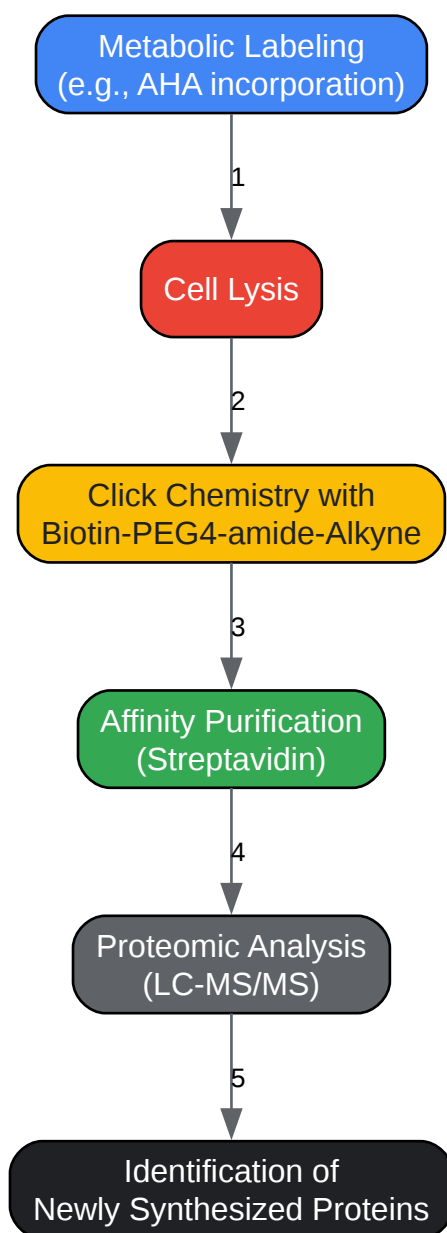 Metabolic Labeling
(e.g., AHA incorporation)
1
Cell Lysis
2
Click Chemistry with
Biotin-PEG4-amide-Alkyne
3
Affinity Purification
(Streptavidin)
4
Proteomic Analysis
(LC-MS/MS)
5
Identification of
Newly Synthesized Proteins